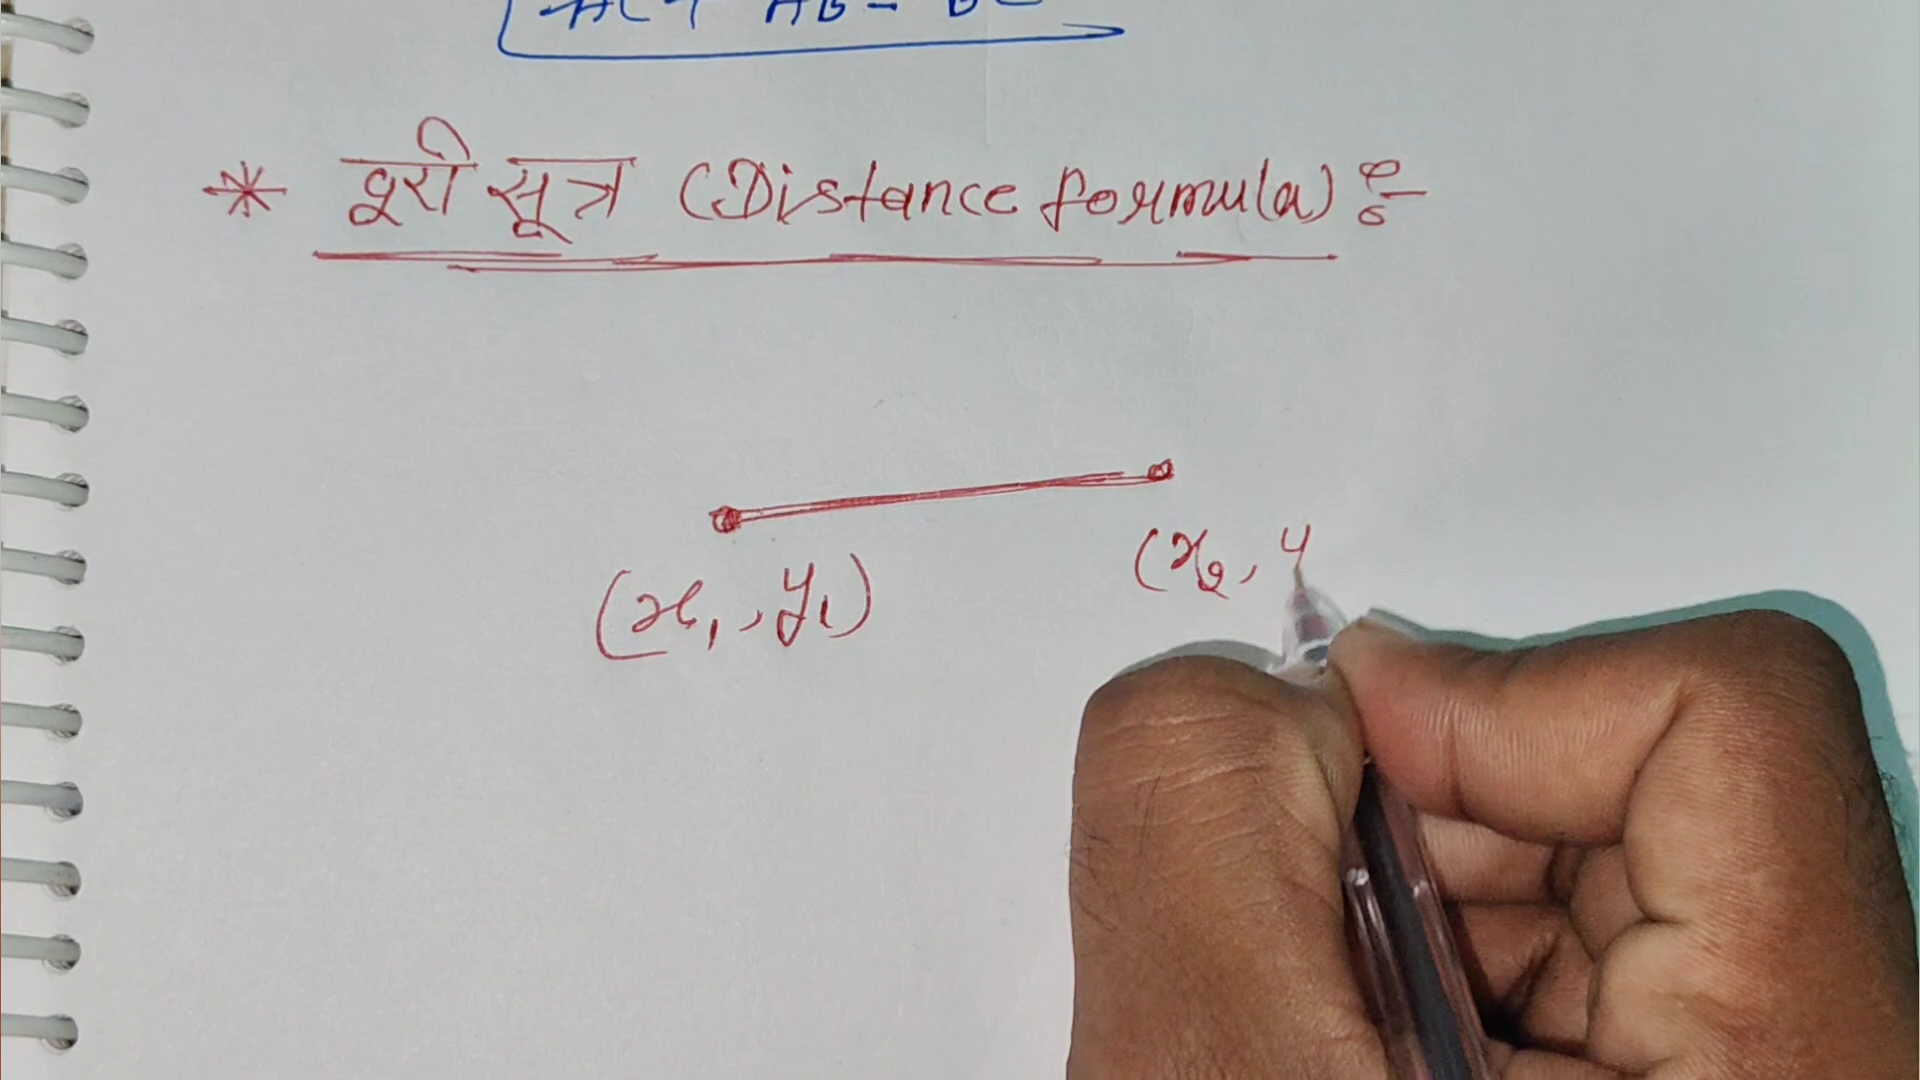 * दूरी सूत्र (Distance formula) :-
(x₁, y₁)
(x₂, y